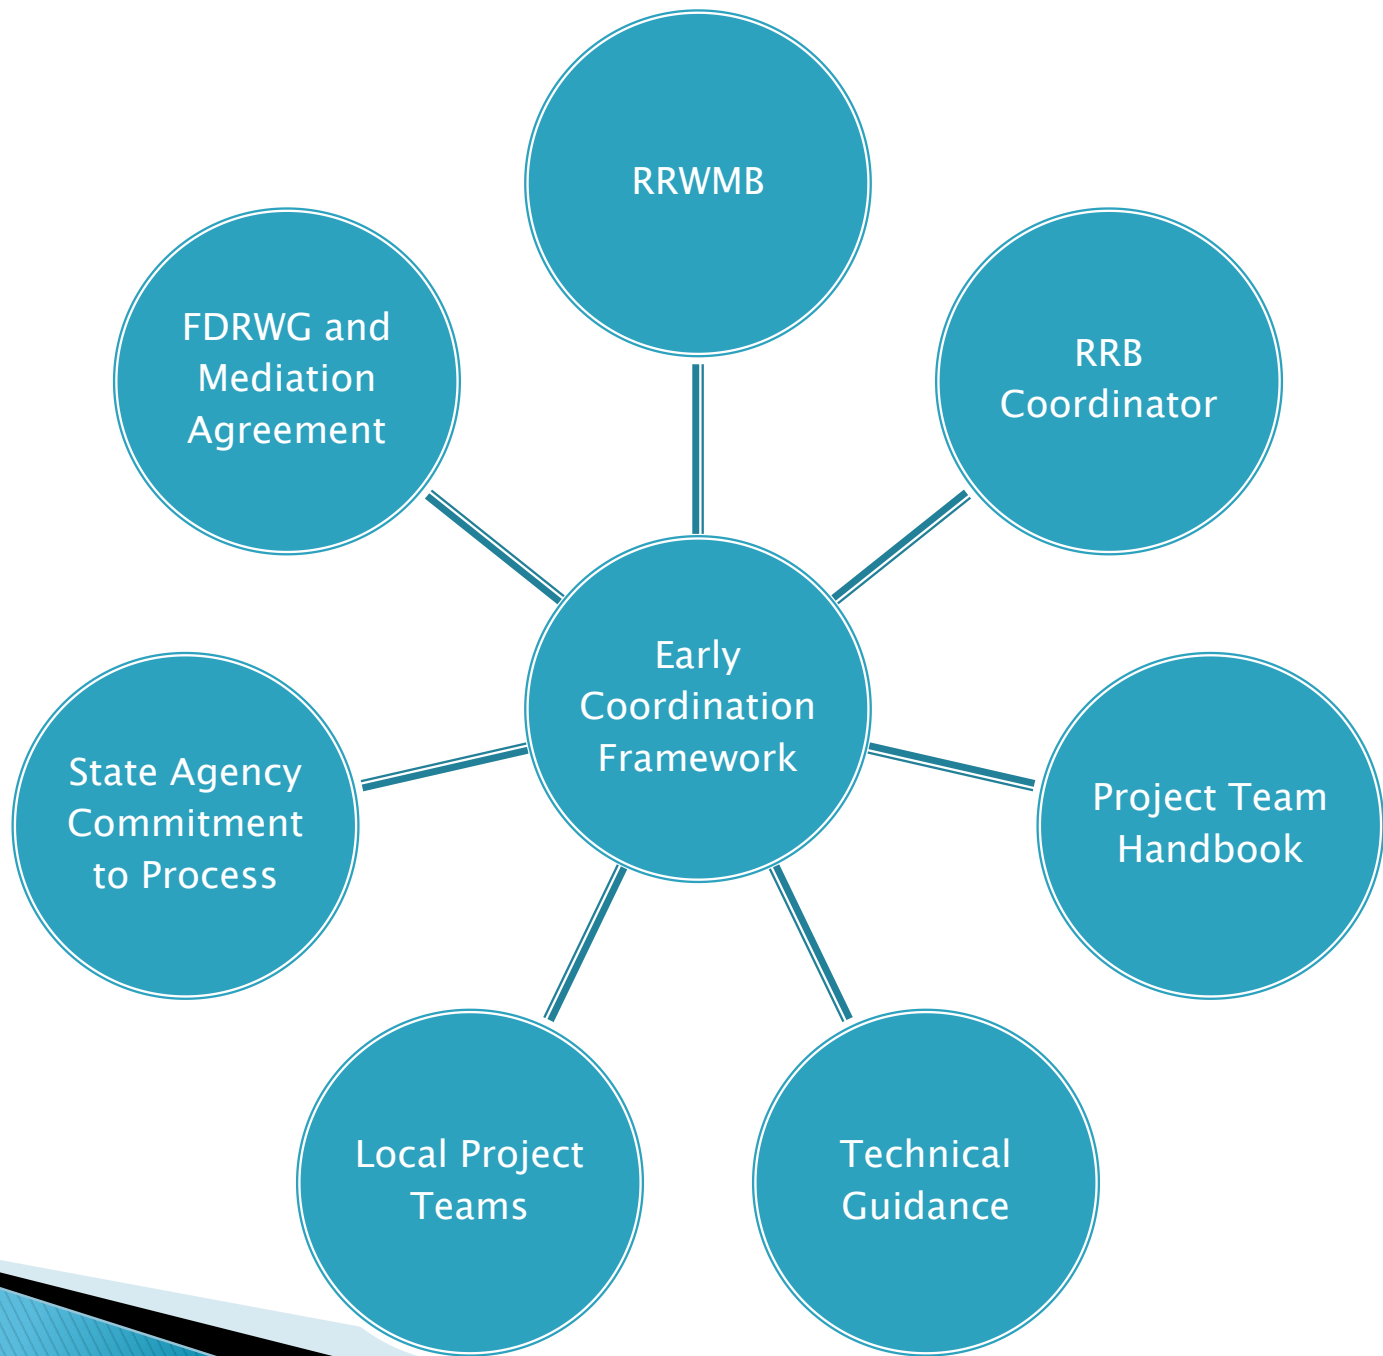 RRWMB
FDRWG and
Mediation
Agreement
RRB
Coordinator
Early
Coordination
Framework
State Agency
Commitment
to Process
Project Team
Handbook
Local Project
Teams
Technical
Guidance